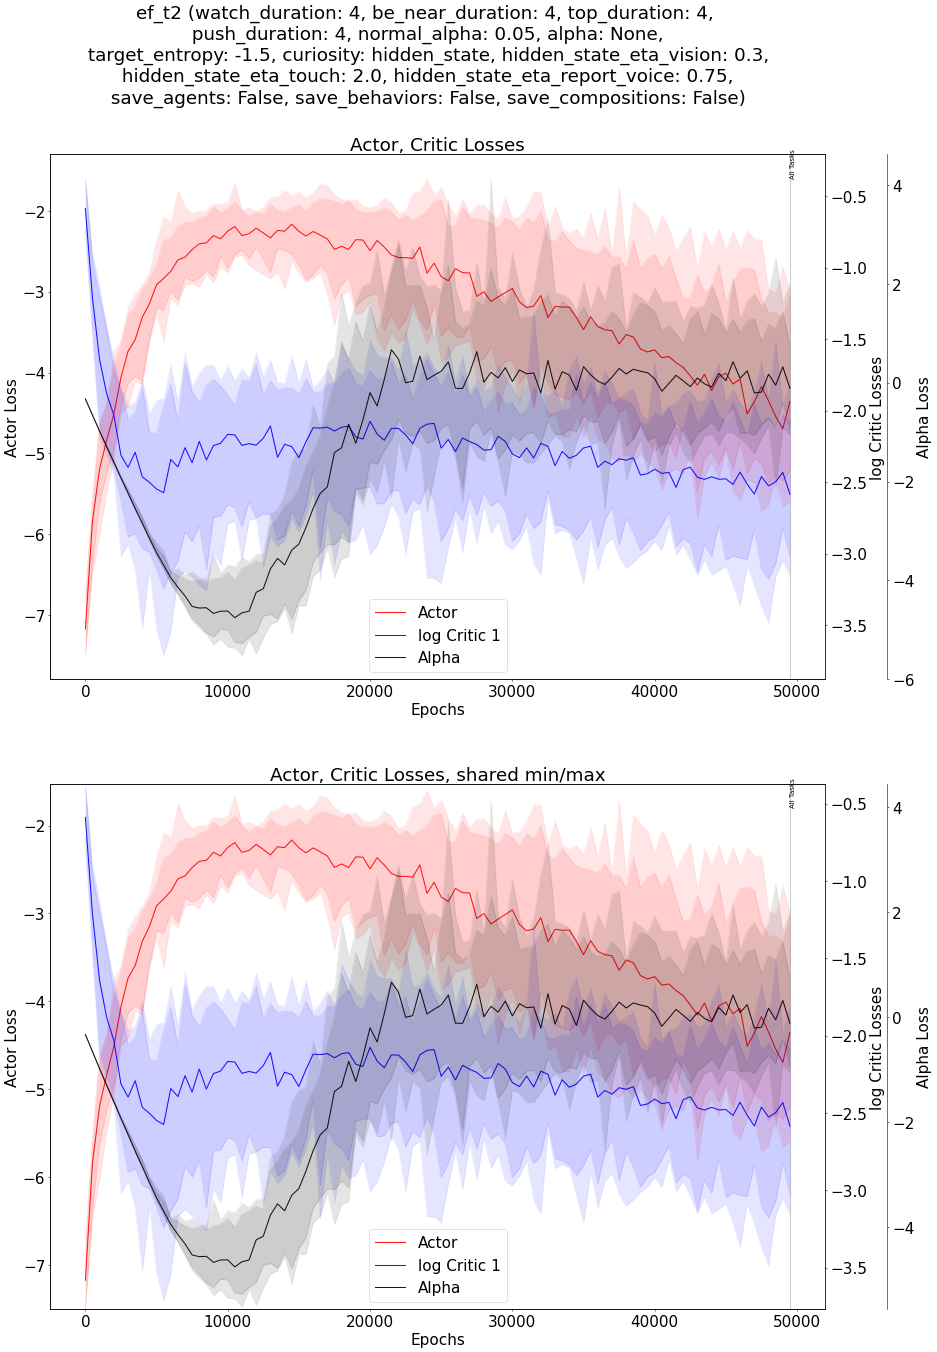 ef_t2 (watch_duration: 4, be_near_duration: 4, top_duration: 4,
push_duration: 4, normal_alpha: 0.05, alpha: None,
target_entropy: -1.5, curiosity: hidden_state, hidden_state_eta_vision: 0.3,
hidden_state_eta_touch: 2.0, hidden_state_eta_report_voice: 0.75,
save_agents: False, save_behaviors: False, save_compositions: False)
Actor, Critic Losses
All Tasks
Actor Loss
−2
−3
−4
−5
−6
−7
−0.5
−1.0
−1.5
−2.0
−2.5
−3.0
−3.5
log Critic Losses
4
2
0
−2
−4
−6
Alpha Loss
Actor
log Critic 1
Alpha
0
10000
20000
30000
40000
50000
Epochs
Actor, Critic Losses, shared min/max
All Tasks
Actor Loss
−2
−3
−4
−5
−6
−7
−0.5
−1.0
−1.5
−2.0
−2.5
−3.0
−3.5
log Critic Losses
4
2
0
−2
−4
Alpha Loss
Actor
log Critic 1
Alpha
0
10000
20000
30000
40000
50000
Epochs